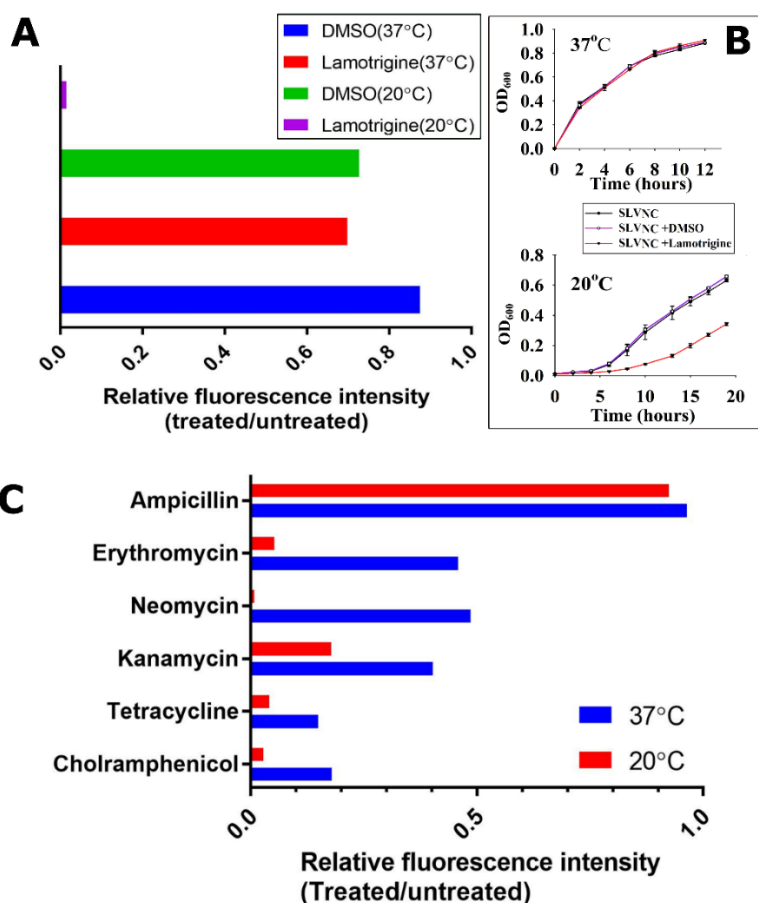 A
DMSO(37°C)
Lamotrigine(37°C)
DMSO(20°C)
Lamotrigine(20°C)
0.0 0.2 0.4 0.6 0.8 1.0
Relative fluorescence intensity
(treated/untreated)
B
37°C
OD600
1.0
0.8
0.6
0.4
0.2
0.0
0 2 4 6 8 10 12
Time (hours)
SLVNC
SLVNC +DMSO
SLVNC +Lamotrigine
20°C
OD600
0.8
0.6
0.4
0.2
0.0
0 5 10 15 20
Time (hours)
C
Ampicillin
Erythromycin
Neomycin
Kanamycin
Tetracycline
Cholramphenicol
37°C
20°C
0.0 0.5 1.0
Relative fluorescence intensity
(Treated/untreated)